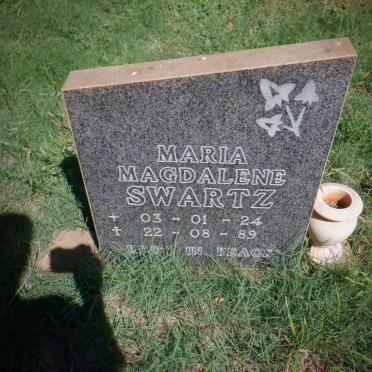 MARIA
MAGDALENE
SWARTZ
+ 03 - 01 - 24
✝ 22 - 08 - 89
REST IN PEACE